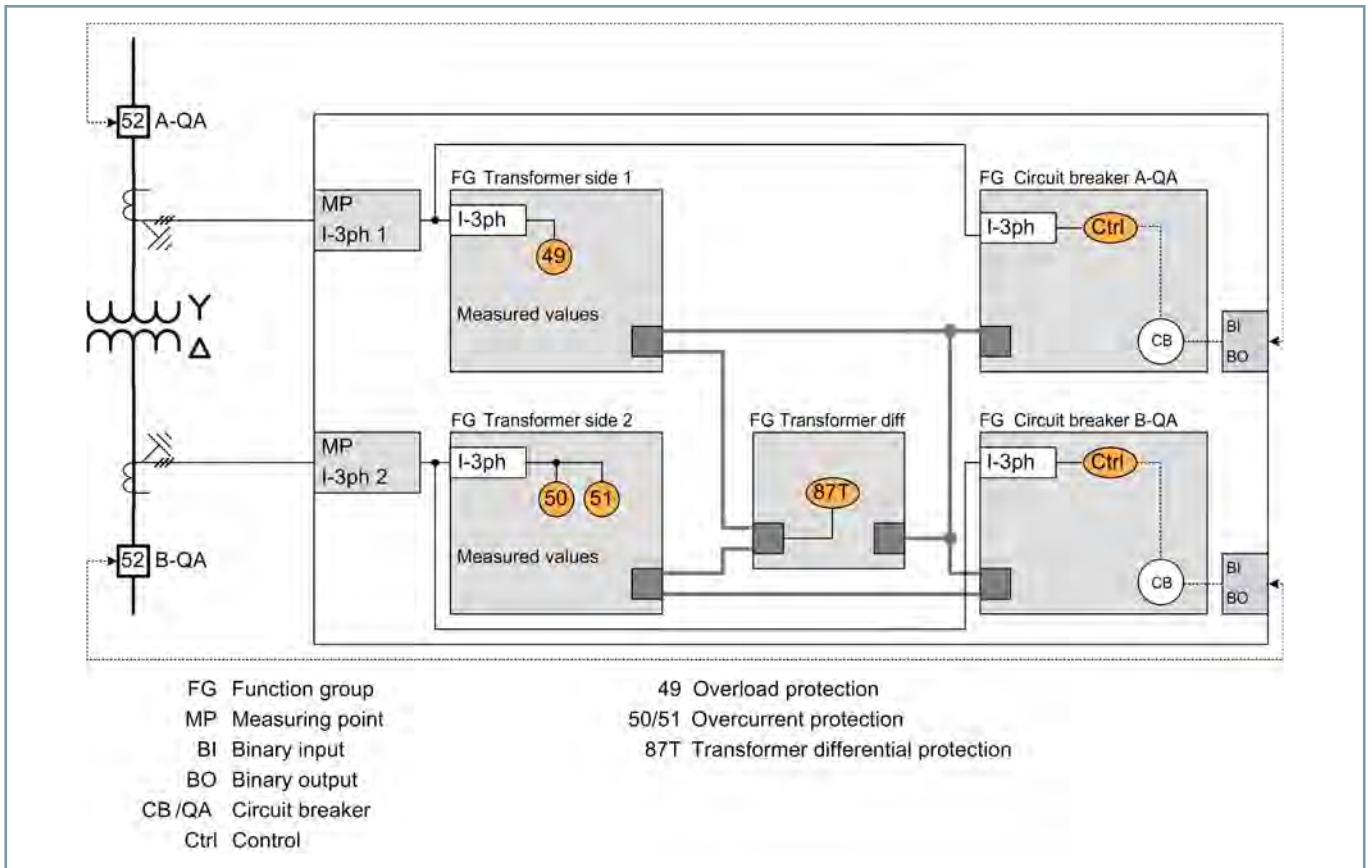 52 A-QA
MP
I-3ph 1
FG Transformer side 1
I-3ph
49
Measured values
FG Circuit breaker A-QA
I-3ph
Ctrl
CB
BI
BO
Y
Δ
MP
I-3ph 2
FG Transformer side 2
I-3ph
50
51
Measured values
FG Transformer diff
87T
FG Circuit breaker B-QA
I-3ph
Ctrl
CB
BI
BO
52 B-QA
FG Function group
MP Measuring point
BI Binary input
BO Binary output
CB/QA Circuit breaker
Ctrl Control
49 Overload protection
50/51 Overcurrent protection
87T Transformer differential protection